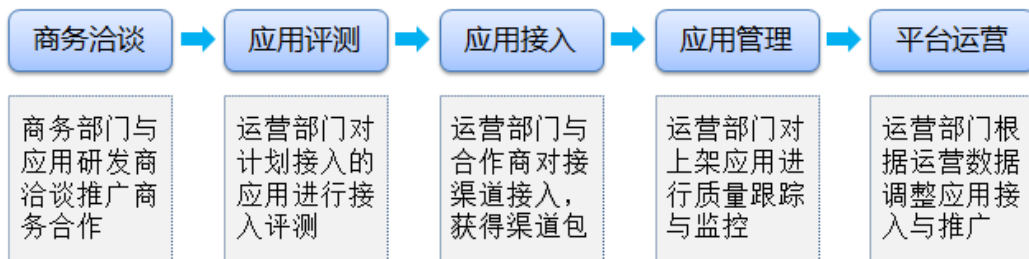 商务洽谈
应用评测
应用接入
应用管理
平台运营
商务部门与
应用研发商
洽谈推广商
务合作
运营部门对
计划接入的
应用进行接
入评测
运营部门与
合作商对接
渠道接入，
获得渠道包
运营部门对
上架应用进
行质量跟踪
与监控
运营部门根
据运营数据
调整应用接
入与推广